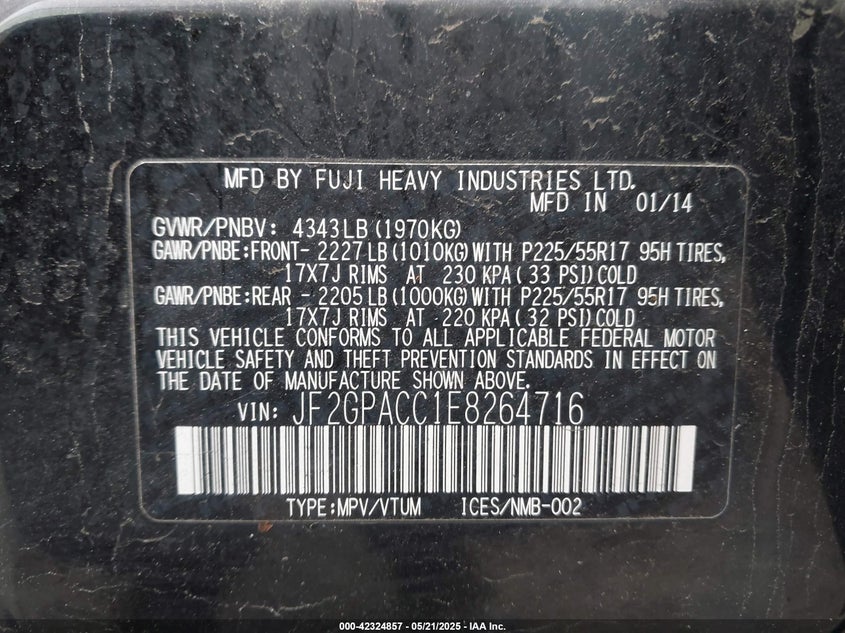 MFD BY FUJI HEAVY INDUSTRIES LTD.
MFD IN 01/14
GVWR/PNBV: 4343LB(1970KG)
GAWR/PNBE:FRONT- 2227LB(1010KG)WITH P225/55R17 95H TIRES,
17X7J RIMS AT 230 KPA( 33 PSI)COLD
GAWR/PNBE:REAR - 2205LB(1000KG)WITH P225/55R17 95H TIRES,
17X7J RIMS AT 220 KPA( 32 PSI)COLD
THIS VEHICLE CONFORMS TO ALL APPLICABLE FEDERAL MOTOR
VEHICLE SAFETY AND THEFT PREVENTION STANDARDS IN EFFECT ON
THE DATE OF MANUFACTURE SHOWN ABOVE.
VIN: JF2GPACC1E8264716
TYPE:MPV/VTUM ICES/NMB-002
000-42324857 - 05/21/2025 - IAA Inc.